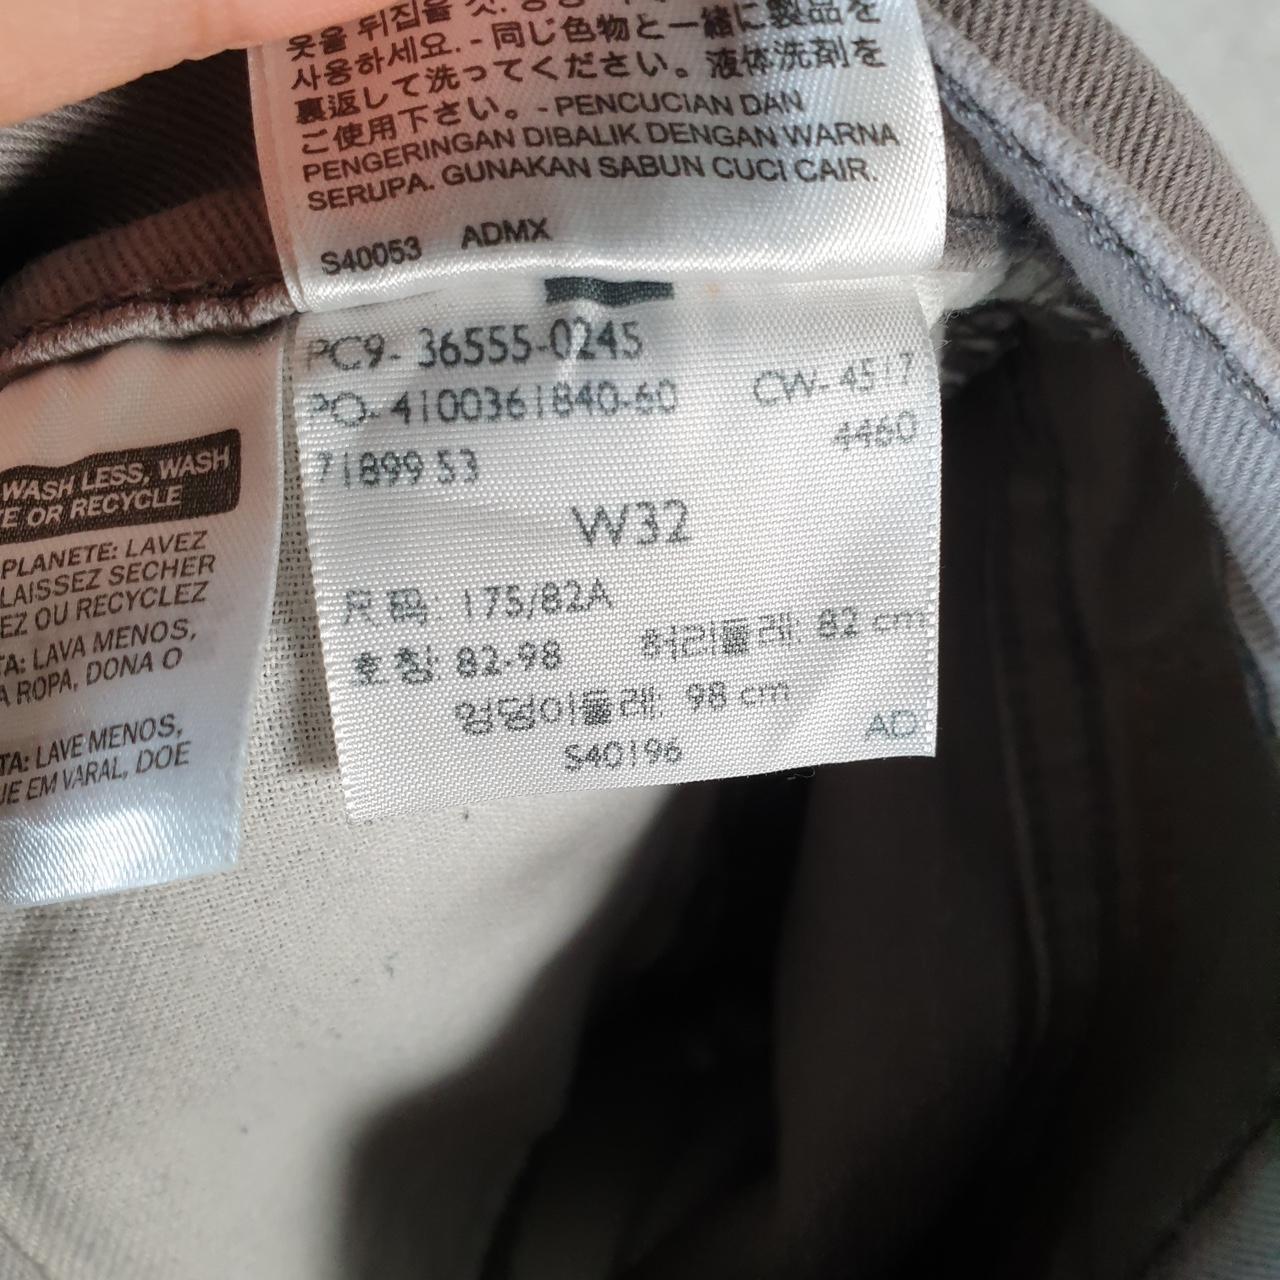 옷을 뒤집을 것.
사용하세요. - 同じ色物と一緒に製品を
裏返して洗ってください。液体洗剤を
ご使用下さい。- PENCUCIAN DAN
PENGERINGAN DIBALIK DENGAN WARNA
SERUPA. GUNAKAN SABUN CUCI CAIR.
S40053 ADMX
PC9- 36555-0245
PO- 4100361840-60 CW- 4517
4460
71899 53
W32
尺码: 175/82A
호칭: 82-98 허리둘레: 82 cm
엉덩이둘레: 98 cm
S40196 AD
WASH LESS, WASH
E OR RECYCLE
PLANETE: LAVEZ
LAISSEZ SECHER
EZ OU RECYCLEZ
TA: LAVA MENOS,
A ROPA, DONA O
TA: LAVE MENOS,
UE EM VARAL, DOE